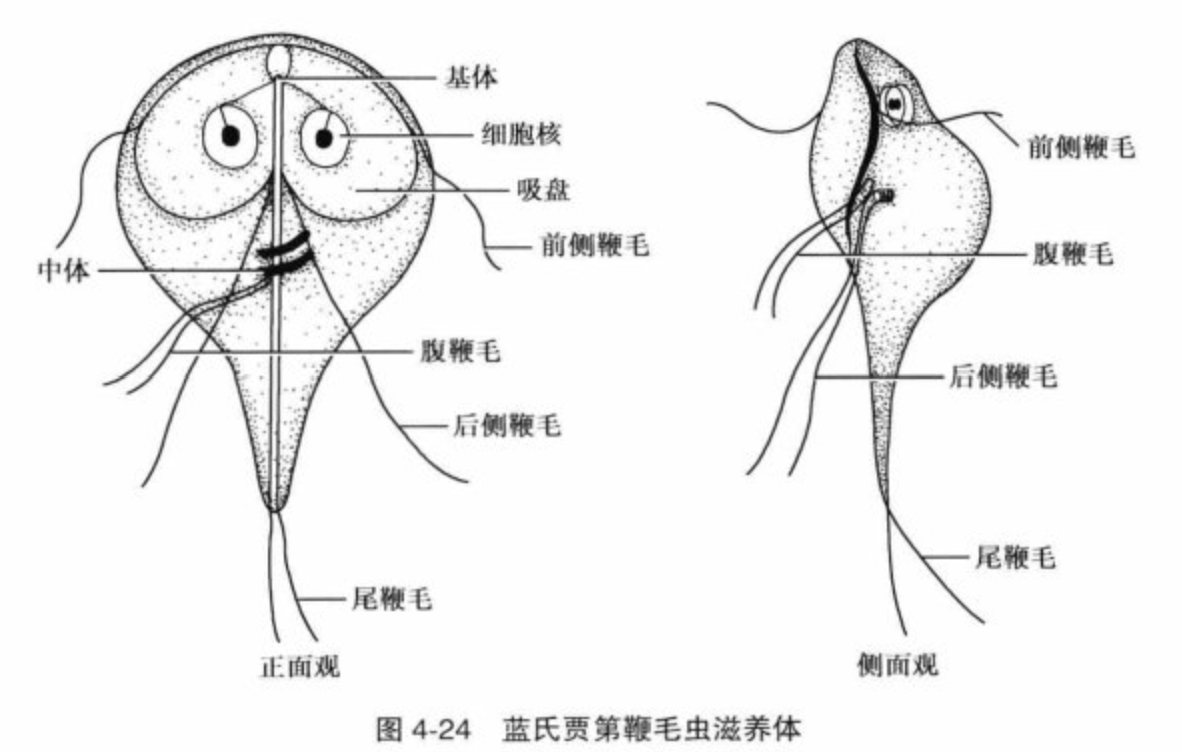 基体
细胞核
吸盘
前侧鞭毛
中体
腹鞭毛
后侧鞭毛
尾鞭毛
正面观
前侧鞭毛
腹鞭毛
后侧鞭毛
尾鞭毛
侧面观
图 4-24 蓝氏贾第鞭毛虫滋养体